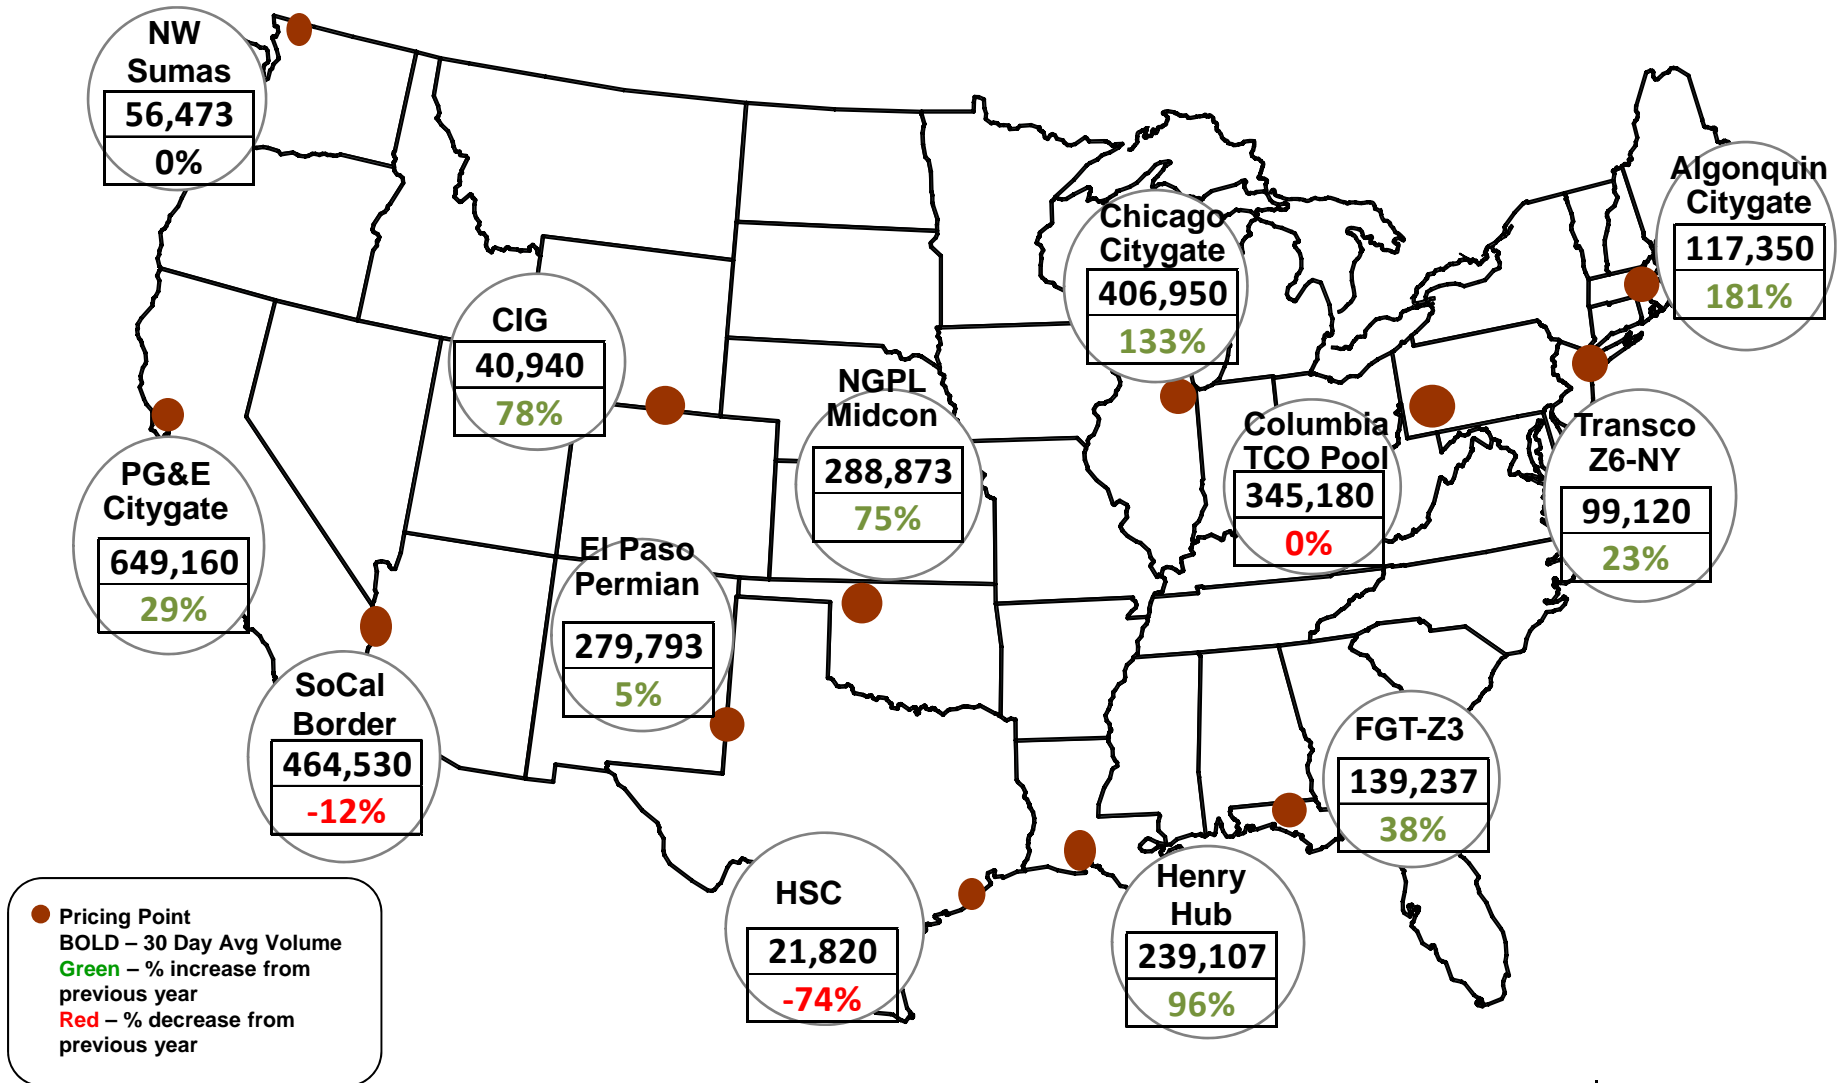 NW
Sumas
56,473
0%
Algonquin
Citygate
117,350
181%
Chicago
Citygate
406,950
133%
CIG
40,940
78%
NGPL
Midcon
288,873
75%
Columbia
TCO Pool
345,180
0%
Transco
Z6-NY
99,120
23%
PG&E
Citygate
649,160
29%
El Paso
Permian
279,793
5%
SoCal
Border
464,530
-12%
FGT-Z3
139,237
38%
HSC
21,820
-74%
Henry
Hub
239,107
96%
Pricing Point
BOLD – 30 Day Avg Volume
Green – % increase from
previous year
Red – % decrease from
previous year